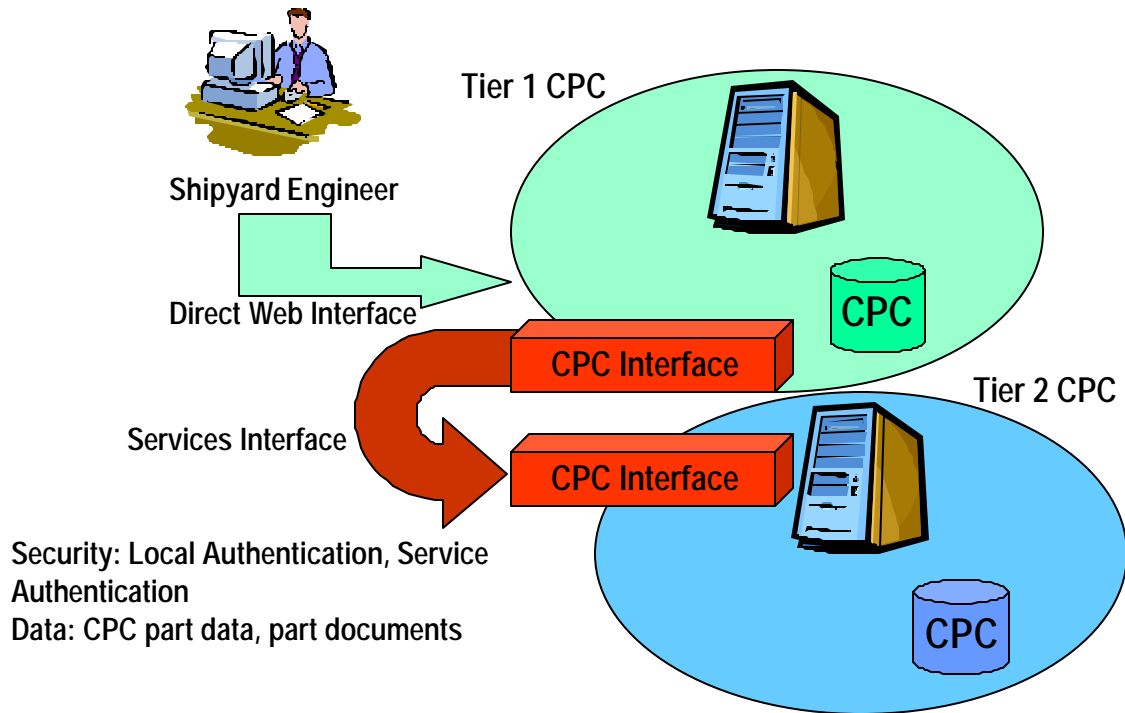 Tier 1 CPC
Shipyard Engineer
Direct Web Interface
CPC
CPC Interface
Tier 2 CPC
Services Interface
CPC Interface
Security: Local Authentication, Service
Authentication
Data: CPC part data, part documents
CPC